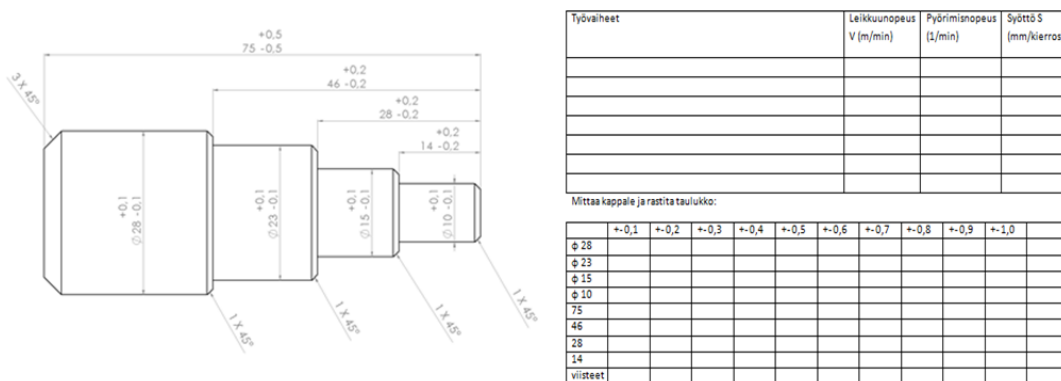 +0,5
75 -0,5
+0,2
46 -0,2
+0,2
28 -0,2
+0,2
14 -0,2
3 X 45°
+0,1
∅28 -0,1
+0,1
∅23 -0,1
+0,1
∅15 -0,1
+0,1
∅10 -0,1
1 X 45°
1 X 45°
1 X 45°
1 X 45°
Työvaiheet Leikkuunopeus Pyörimisnopeus Syöttö S
V (m/min) (1/min) (mm/kierros
Mittaa kappale ja rastita taulukko:
+-0,1 +-0,2 +-0,3 +-0,4 +-0,5 +-0,6 +-0,7 +-0,8 +-0,9 +-1,0
ϕ 28
ϕ 23
ϕ 15
ϕ 10
75
46
28
14
viisteet